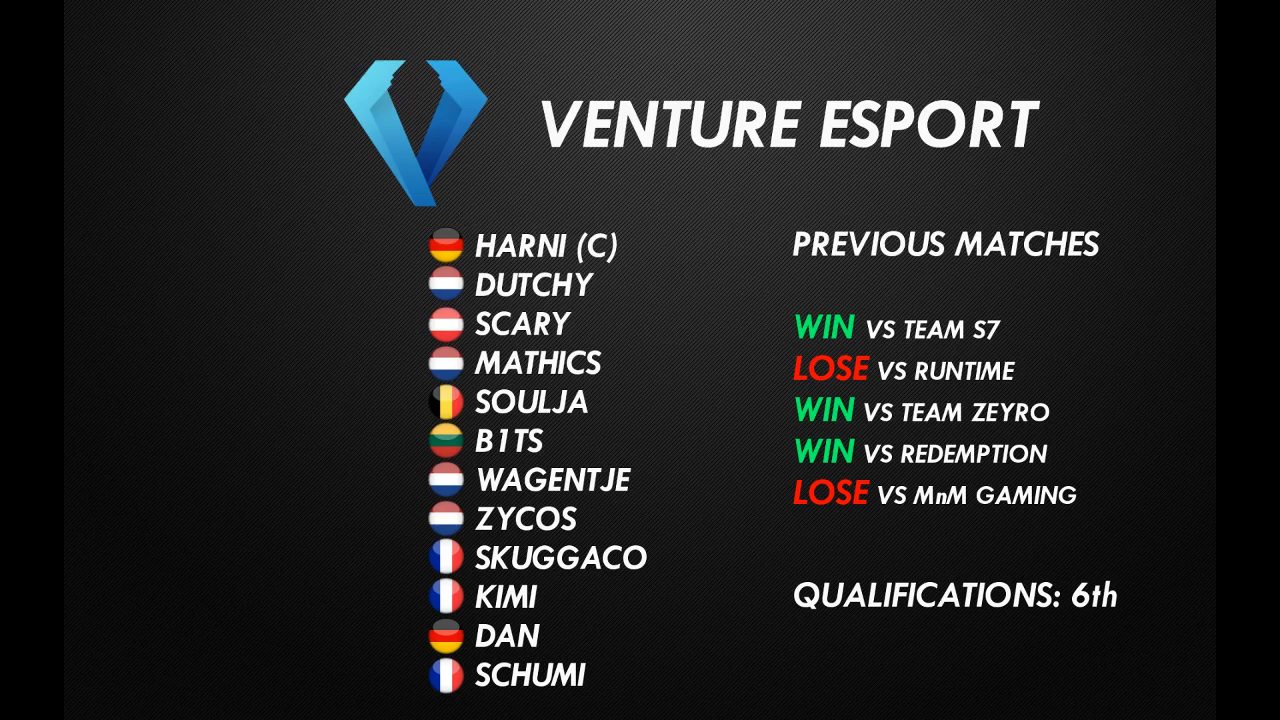 VENTURE ESPORT
HARNI (C)
DUTCHY
SCARY
MATHICS
SOULJA
B1TS
WAGENTJE
ZYCOS
SKUGGACO
KIMI
DAN
SCHUMI
PREVIOUS MATCHES
WIN VS TEAM S7
LOSE VS RUNTIME
WIN VS TEAM ZEYRO
WIN VS REDEMPTION
LOSE VS MnM GAMING
QUALIFICATIONS: 6th